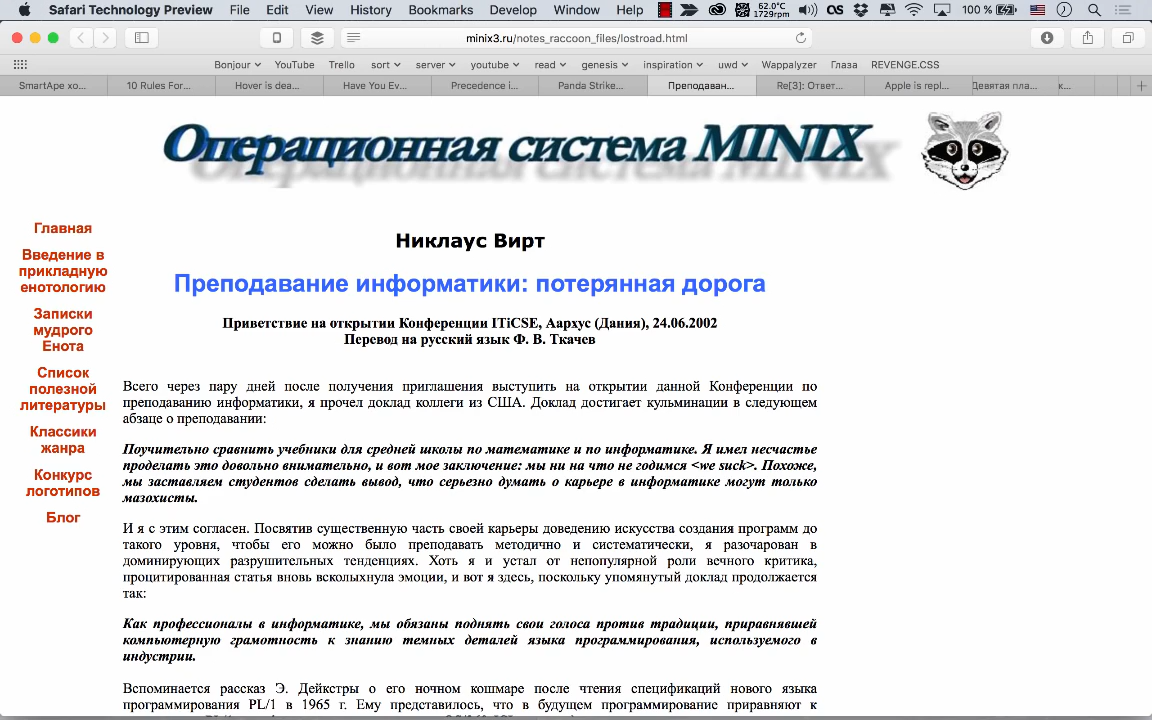 Safari Technology Preview File Edit View History Bookmarks Develop Window Help 62.0°C 1729rpm 100 %
minix3.ru/notes_raccoon_files/lostroad.html
Bonjour YouTube Trello sort server youtube read genesis inspiration uwd Wappalyzer Глаза REVENGE.CSS
SmartApe хо... 10 Rules For... Hover is dea... Have You Ev... Precedence i... Panda Strike... Преподаван... Re[3]: Ответ... Apple is repl... Девятая пла... к...
Операционная система MINIX
Главная
Введение в
прикладную
енотологию
Записки
мудрого
Енота
Список
полезной
литературы
Классики
жанра
Конкурс
логотипов
Блог
Никлаус Вирт
Преподавание информатики: потерянная дорога
Приветствие на открытии Конференции ITiCSE, Аархус (Дания), 24.06.2002
Перевод на русский язык Ф. В. Ткачев
Всего через пару дней после получения приглашения выступить на открытии данной Конференции по
преподаванию информатики, я прочел доклад коллеги из США. Доклад достигает кульминации в следующем
абзаце о преподавании:
Поучительно сравнить учебники для средней школы по математике и по информатике. Я имел несчастье
проделать это довольно внимательно, и вот мое заключение: мы ни на что не годимся <we suck>. Похоже,
мы заставляем студентов сделать вывод, что серьезно думать о карьере в информатике могут только
мазохисты.
И я с этим согласен. Посвятив существенную часть своей карьеры доведению искусства создания программ до
такого уровня, чтобы его можно было преподавать методично и систематически, я разочарован в
доминирующих разрушительных тенденциях. Хоть я и устал от непопулярной роли вечного критика,
процитированная статья вновь всколыхнула эмоции, и вот я здесь, поскольку упомянутый доклад продолжается
так:
Как профессионалы в информатике, мы обязаны поднять свои голоса против традиции, приравнявшей
компьютерную грамотность к знанию темных деталей языка программирования, используемого в
индустрии.
Вспоминается рассказ Э. Дейкстры о его ночном кошмаре после чтения спецификаций нового языка
программирования PL/1 в 1965 г. Ему представилось, что в будущем программирование приравняют к